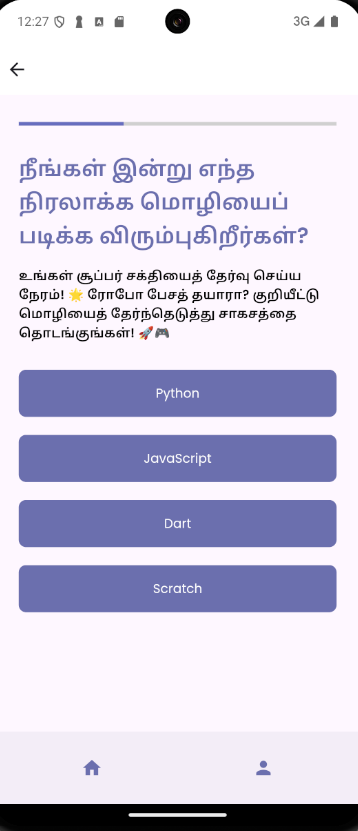 12:27
3G
நீங்கள் இன்று எந்த
நிரலாக்க மொழியைப்
படிக்க விரும்புகிறீர்கள்?
உங்கள் சூப்பர் சக்தியைத் தேர்வு செய்ய
நேரம்! 🌟 ரோபோ பேசத் தயாரா? குறியீட்டு
மொழியைத் தேர்ந்தெடுத்து சாகசத்தை
தொடங்குங்கள்! 🚀🎮
Python
JavaScript
Dart
Scratch